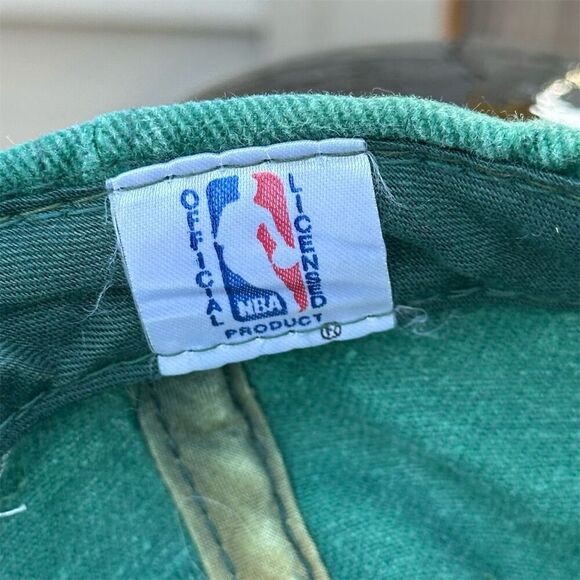 OFFICIAL
LICENSED
NBA
PRODUCT
®